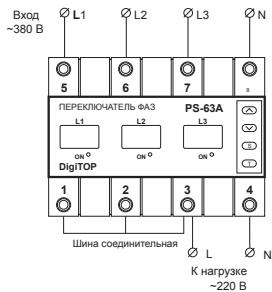 Вход
~380 В
L1
L2
L3
N
5
6
7
8
ПЕРЕКЛЮЧАТЕЛЬ ФАЗ
PS-63A
L1
L2
L3
ON
ON
ON
S
T
DigiTOP
1
2
3
4
Шина соединительная
L
N
К нагрузке
~220 В